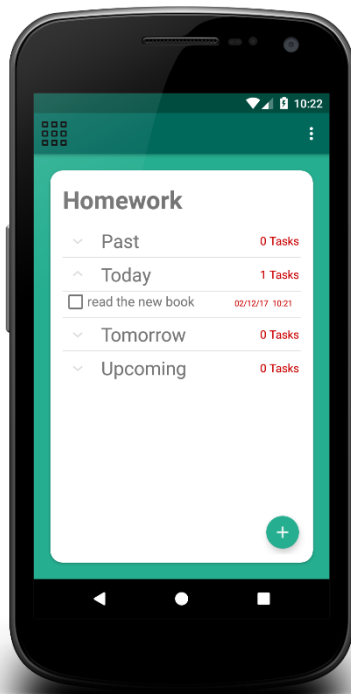 10:22
Homework
Past 0 Tasks
Today 1 Tasks
read the new book 02/12/17 10:21
Tomorrow 0 Tasks
Upcoming 0 Tasks
+